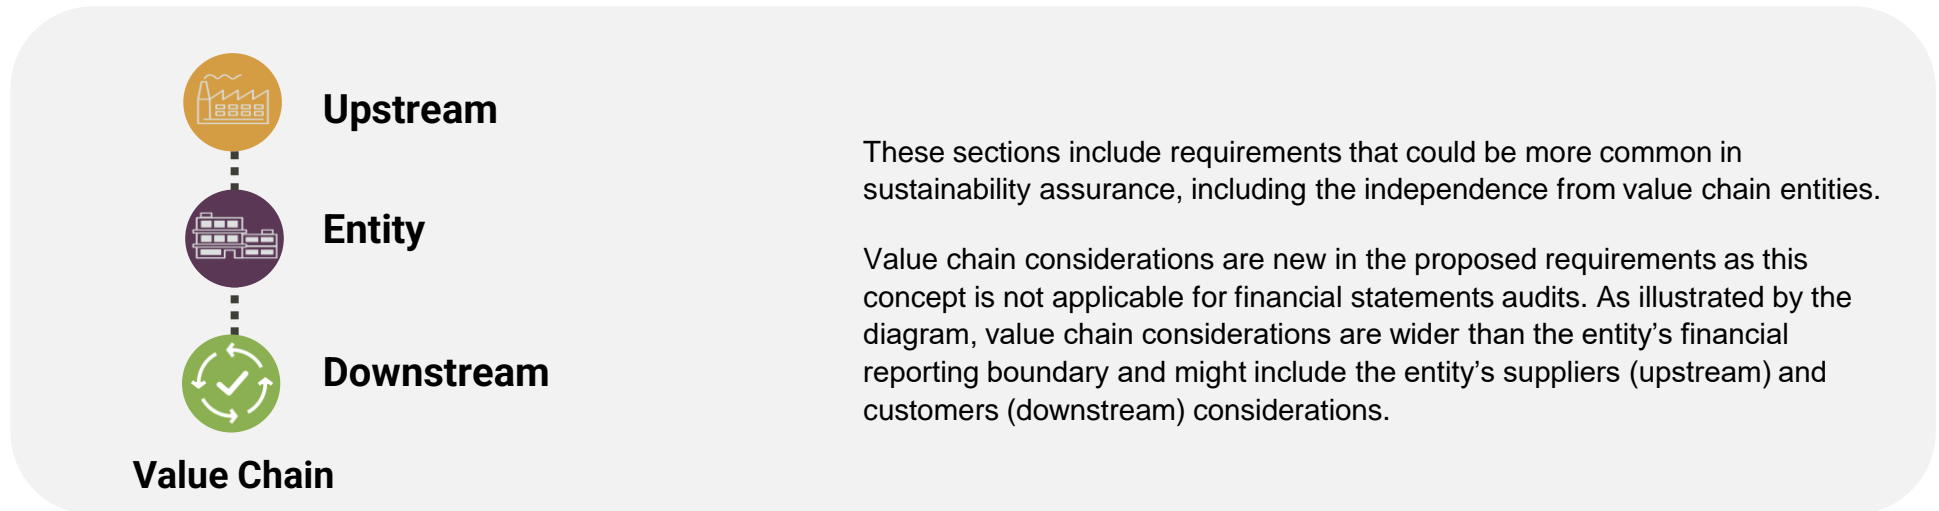 Upstream
Entity
Downstream
Value Chain
These sections include requirements that could be more common in
sustainability assurance, including the independence from value chain entities.
Value chain considerations are new in the proposed requirements as this
concept is not applicable for financial statements audits. As illustrated by the
diagram, value chain considerations are wider than the entity’s financial
reporting boundary and might include the entity’s suppliers (upstream) and
customers (downstream) considerations.